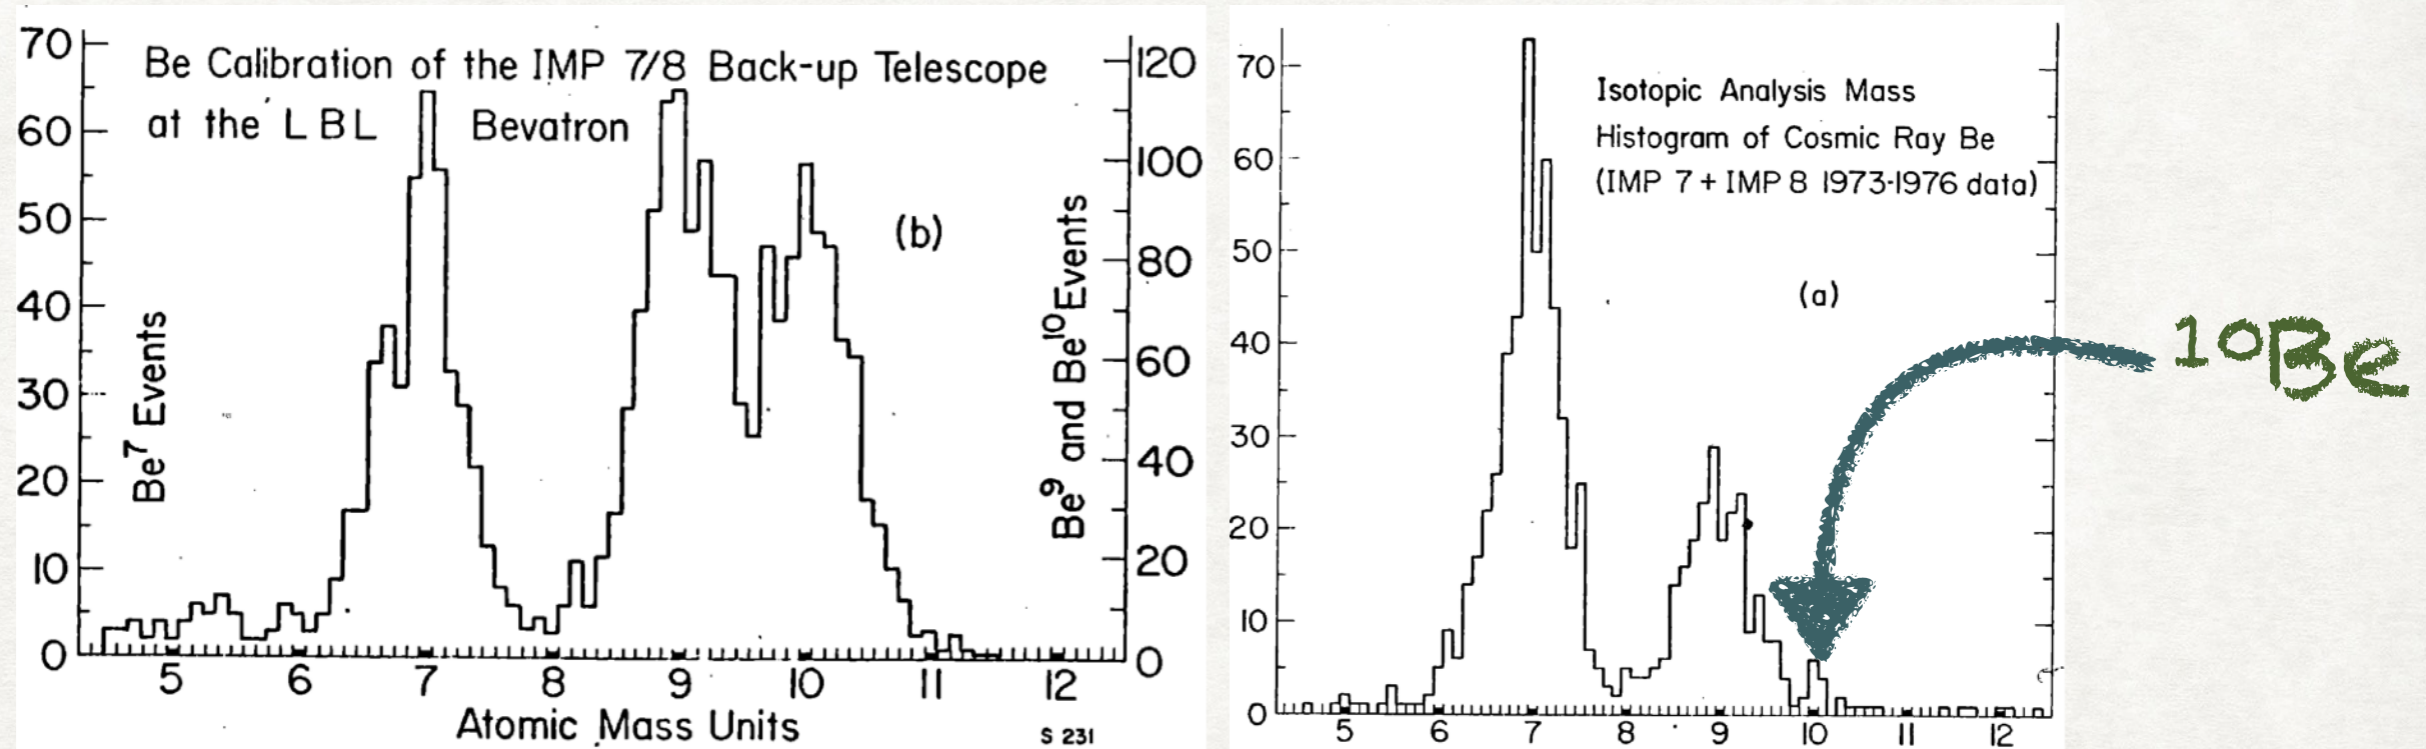 Be Calibration of the IMP 7/8 Back-up Telescope
at the LBL Bevatron
(b)
Be7 Events
Be9 and Be10 Events
70
60
50
40
30
20
10
0
120
100
80
60
40
20
0
5 6 7 8 9 10 11 12
Atomic Mass Units
S 231
Isotopic Analysis Mass
Histogram of Cosmic Ray Be
(IMP 7 + IMP 8 1973-1976 data)
(a)
70
60
50
40
30
20
10
0
5 6 7 8 9 10 11 12
10Be